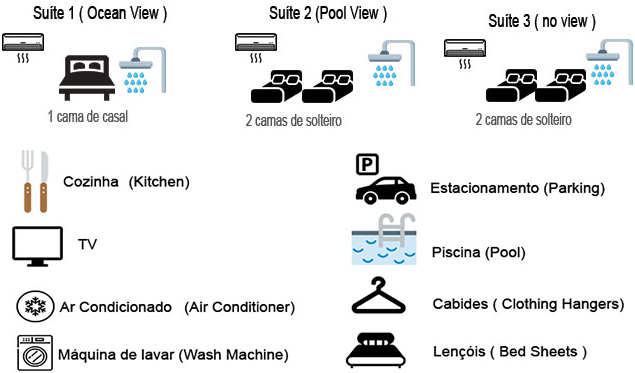 Suíte 1 ( Ocean View )
Suíte 2 (Pool View )
Suíte 3 ( no view )
1 cama de casal
2 camas de solteiro
2 camas de solteiro
Cozinha (Kitchen)
P
Estacionamento (Parking)
TV
Piscina (Pool)
Ar Condicionado (Air Conditioner)
Cabides ( Clothing Hangers)
Máquina de lavar (Wash Machine)
Lençóis ( Bed Sheets )